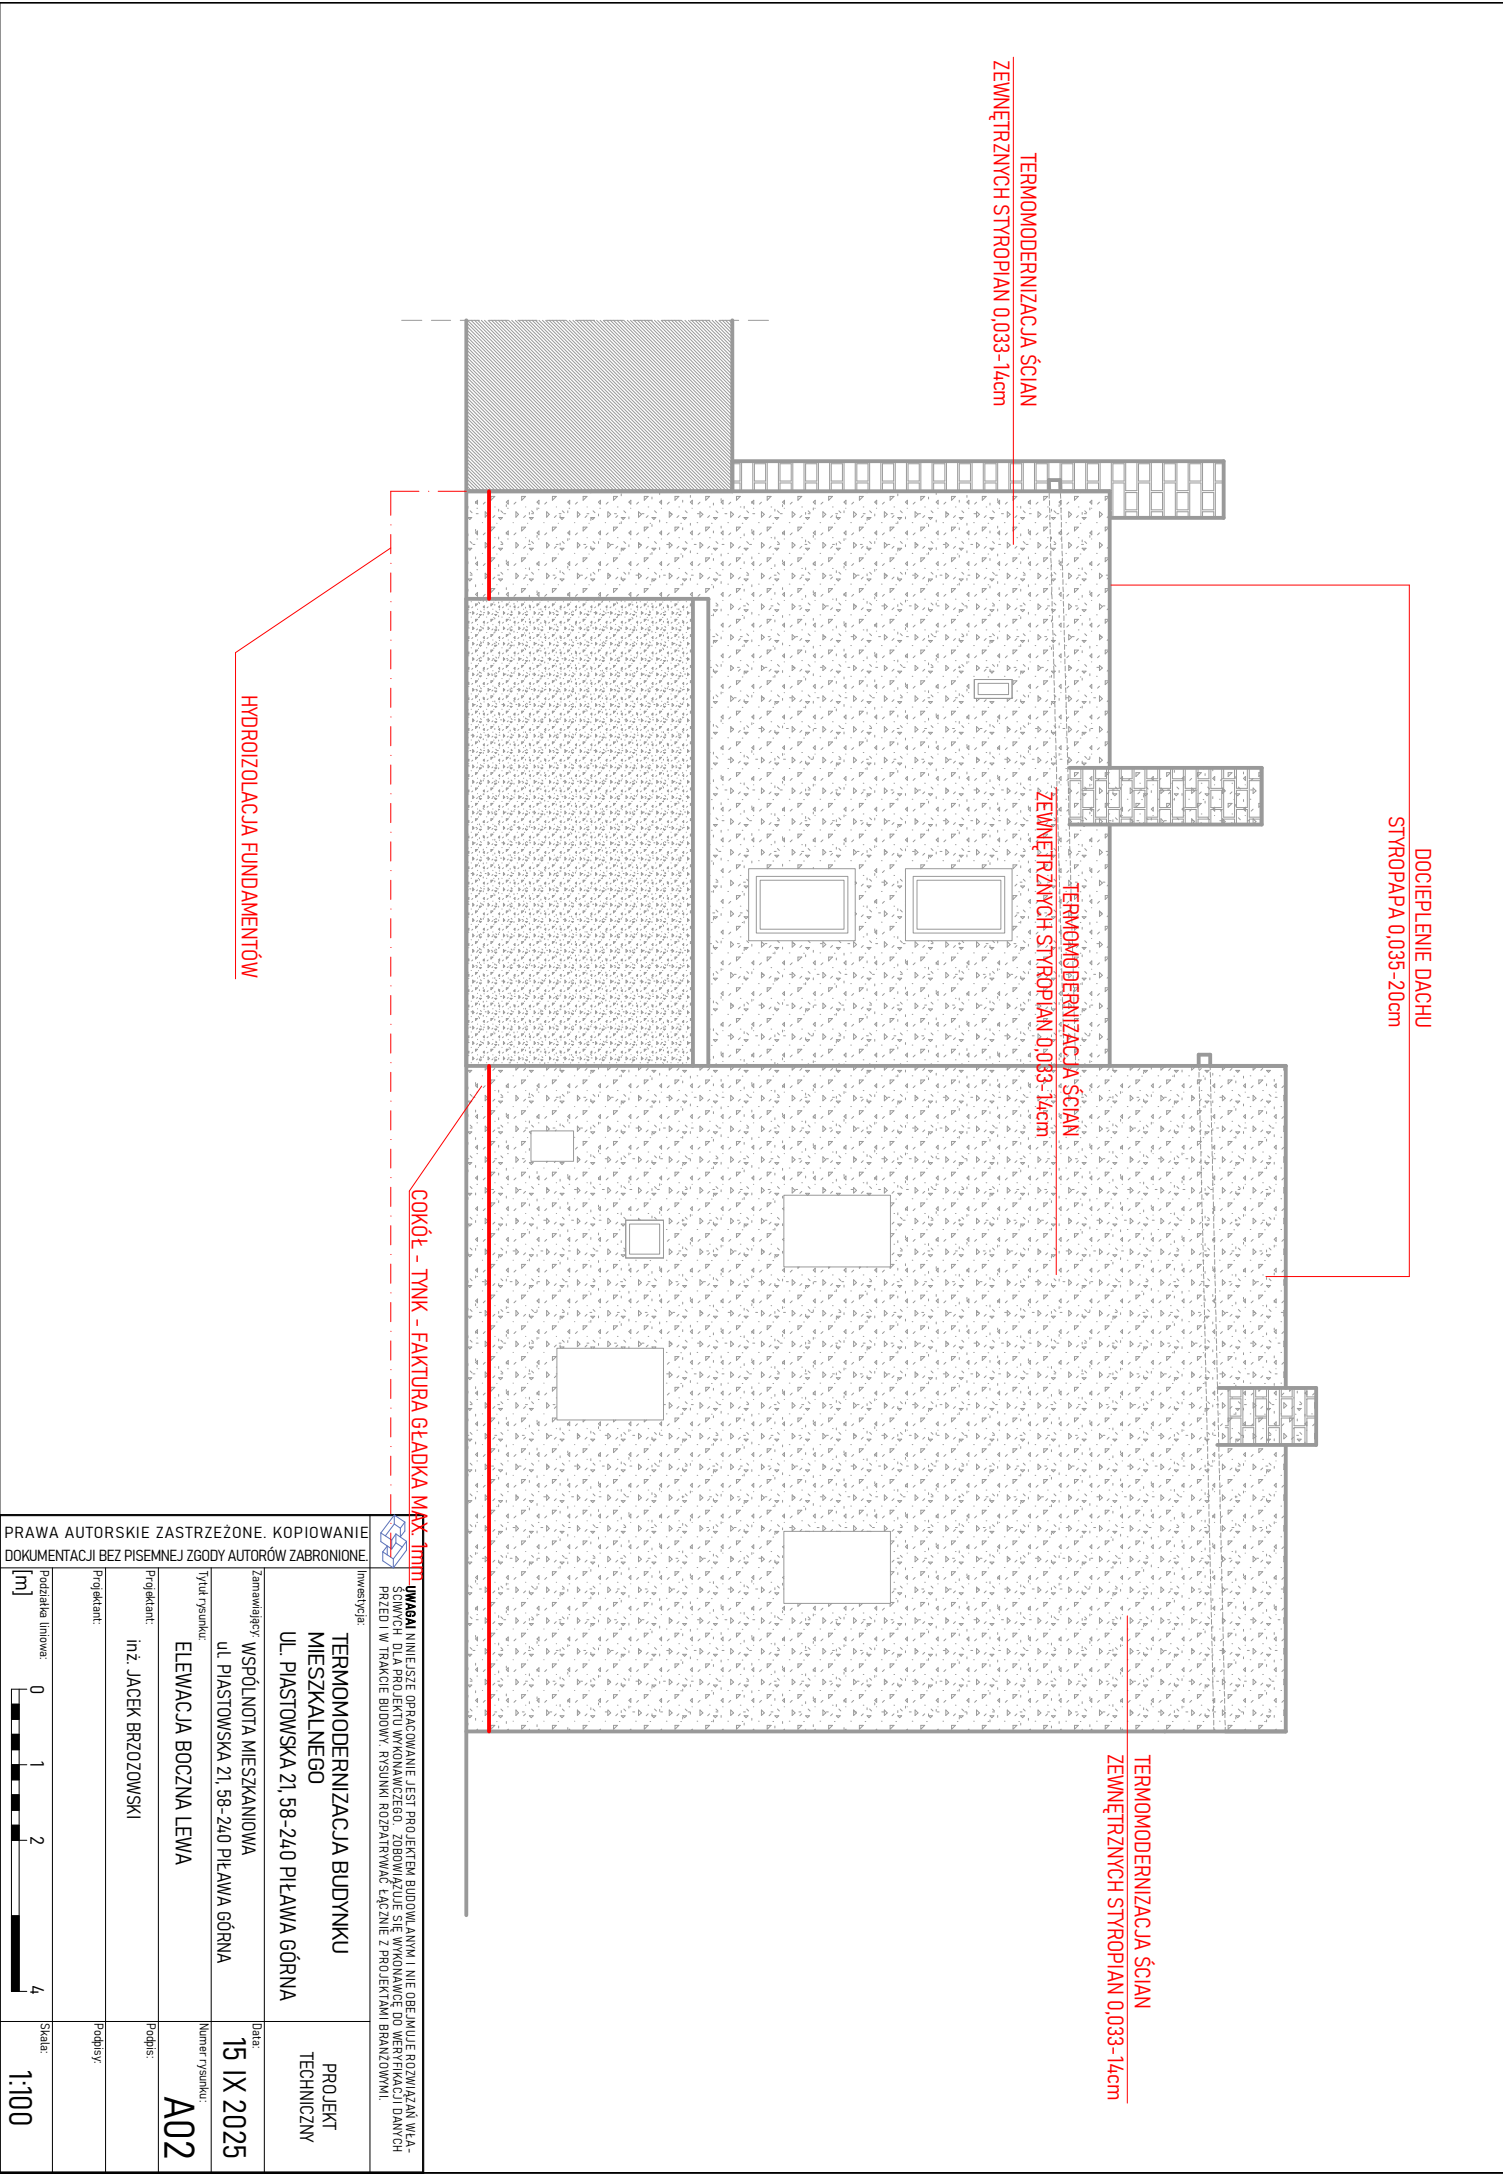 DOCIEPLENIE DACHU
STYROPAPA 0,035-20cm
TERMOMODERNIZACJA ŚCIAN
ZEWNĘTRZNYCH STYROPIAN 0,033-14cm
TERMOMODERNIZACJA ŚCIAN
ZEWNĘTRZNYCH STYROPIAN 0,033-14cm
TERMOMODERNIZACJA ŚCIAN
ZEWNĘTRZNYCH STYROPIAN 0,033-14cm
COKÓŁ - TYNK - FAKTURA GŁADKA MAX. 1mm
HYDROIZOLACJA FUNDAMENTÓW
UWAGA! NINIEJSZE OPRACOWANIE JEST PROJEKTEM BUDOWLANYM I NIE OBEJMUJE ROZWIĄZAŃ WŁA-
ŚCIWYCH DLA PROJEKTU WYKONAWCZEGO. ZOBOWIĄZUJE SIĘ WYKONAWCĘ DO WERYFIKACJI DANYCH
PRZED I W TRAKCIE BUDOWY. RYSUNKI ROZPATRYWAĆ ŁĄCZNIE Z PROJEKTAMI BRANŻOWYMI.
Inwestycja:
TERMOMODERNIZACJA BUDYNKU
MIESZKALNEGO
UL. PIASTOWSKA 21, 58-240 PIŁAWA GÓRNA
PROJEKT
TECHNICZNY
Zamawiający:
WSPÓLNOTA MIESZKANIOWA
ul. PIASTOWSKA 21, 58-240 PIŁAWA GÓRNA
Data:
15 IX 2025
Tytuł rysunku:
ELEWACJA BOCZNA LEWA
Numer rysunku:
A02
Projektant:
inż. JACEK BRZOZOWSKI
Podpis:
Projektant:
Podpisy:
Podziałka liniowa:
[m]
0 1 2 4
Skala:
1:100
PRAWA AUTORSKIE ZASTRZEŻONE. KOPIOWANIE
DOKUMENTACJI BEZ PISEMNEJ ZGODY AUTORÓW ZABRONIONE.